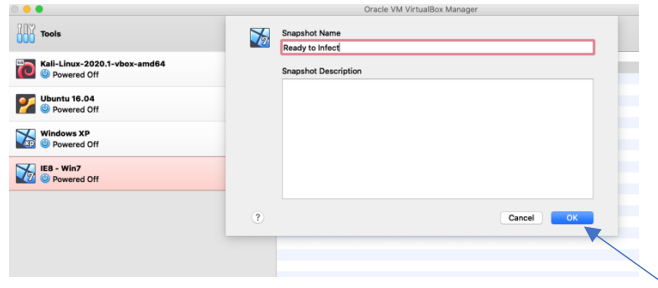 Oracle VM VirtualBox Manager
Tools
Snapshot Name
Ready to Infect
Snapshot Description
Kali-Linux-2020.1-vbox-amd64
Powered Off
Ubuntu 16.04
Powered Off
Windows XP
Powered Off
IE8 - Win7
Powered Off
?
Cancel
OK